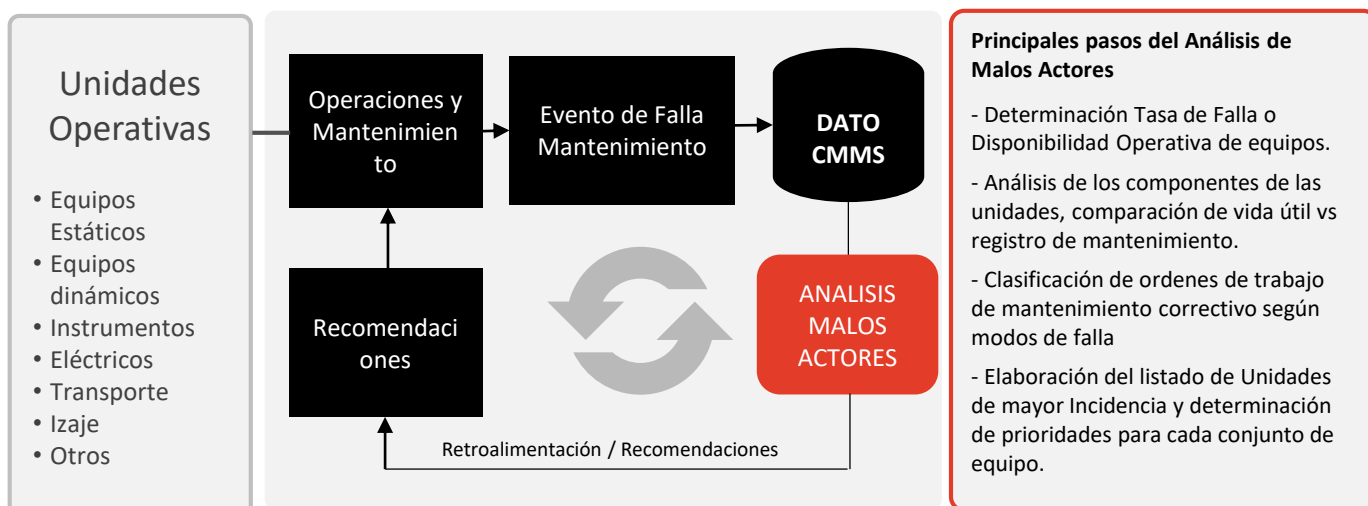 Unidades
Operativas
• Equipos
Estáticos
• Equipos
dinámicos
• Instrumentos
• Eléctricos
• Transporte
• Izaje
• Otros
Operaciones y
Mantenimien
to
Evento de Falla
Mantenimiento
DATO
CMMS
Recomendaci
ones
ANALISIS
MALOS
ACTORES
Retroalimentación / Recomendaciones
Principales pasos del Análisis de
Malos Actores
- Determinación Tasa de Falla o
Disponibilidad Operativa de equipos.
- Análisis de los componentes de las
unidades, comparación de vida útil vs
registro de mantenimiento.
- Clasificación de ordenes de trabajo
de mantenimiento correctivo según
modos de falla
- Elaboración del listado de Unidades
de mayor Incidencia y determinación
de prioridades para cada conjunto de
equipo.